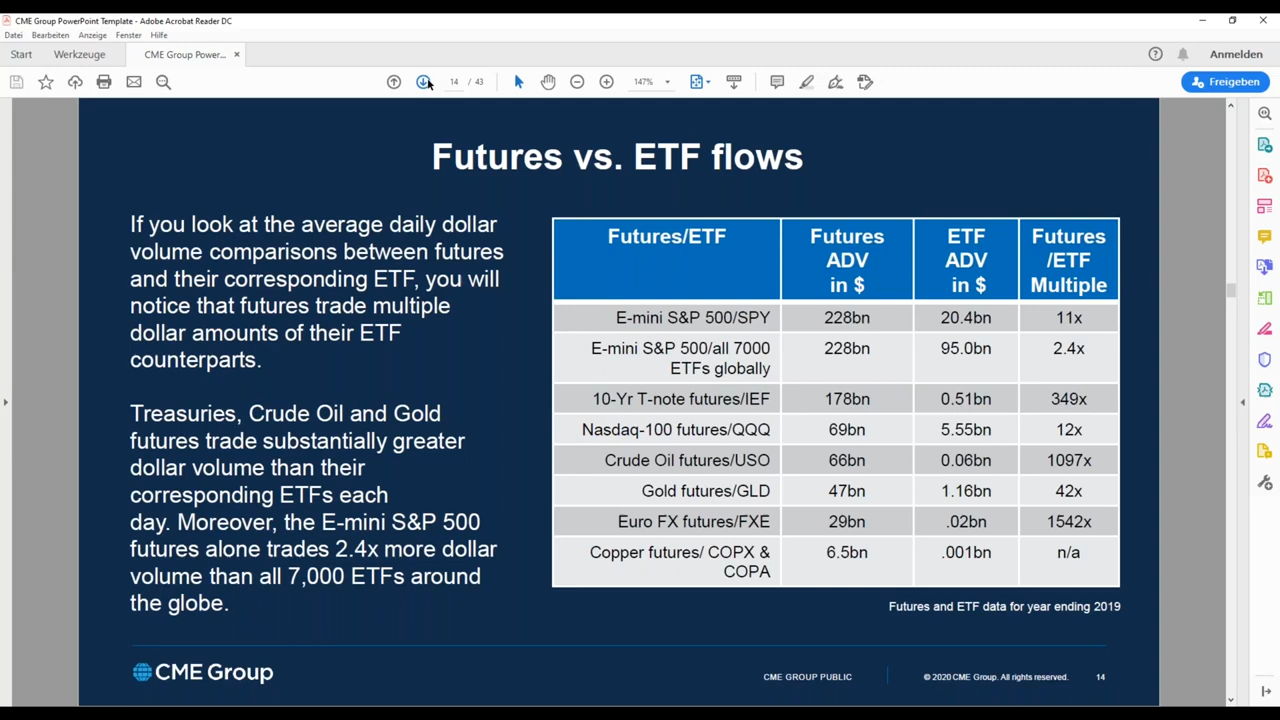 CME Group PowerPoint Template - Adobe Acrobat Reader DC
Datei Bearbeiten Anzeige Fenster Hilfe
Start Werkzeuge CME Group Power... × Anmelden
14 / 43 147% Freigeben
Futures vs. ETF flows
If you look at the average daily dollar
volume comparisons between futures
and their corresponding ETF, you will
notice that futures trade multiple
dollar amounts of their ETF
counterparts.
Treasuries, Crude Oil and Gold
futures trade substantially greater
dollar volume than their
corresponding ETFs each
day. Moreover, the E-mini S&P 500
futures alone trades 2.4x more dollar
volume than all 7,000 ETFs around
the globe.
Futures/ETF Futures ETF Futures
ADV ADV /ETF
in $ in $ Multiple
E-mini S&P 500/SPY 228bn 20.4bn 11x
E-mini S&P 500/all 7000 228bn 95.0bn 2.4x
ETFs globally
10-Yr T-note futures/IEF 178bn 0.51bn 349x
Nasdaq-100 futures/QQQ 69bn 5.55bn 12x
Crude Oil futures/USO 66bn 0.06bn 1097x
Gold futures/GLD 47bn 1.16bn 42x
Euro FX futures/FXE 29bn .02bn 1542x
Copper futures/ COPX & 6.5bn .001bn n/a
COPA
Futures and ETF data for year ending 2019
CME Group
CME GROUP PUBLIC © 2020 CME Group. All rights reserved. 14